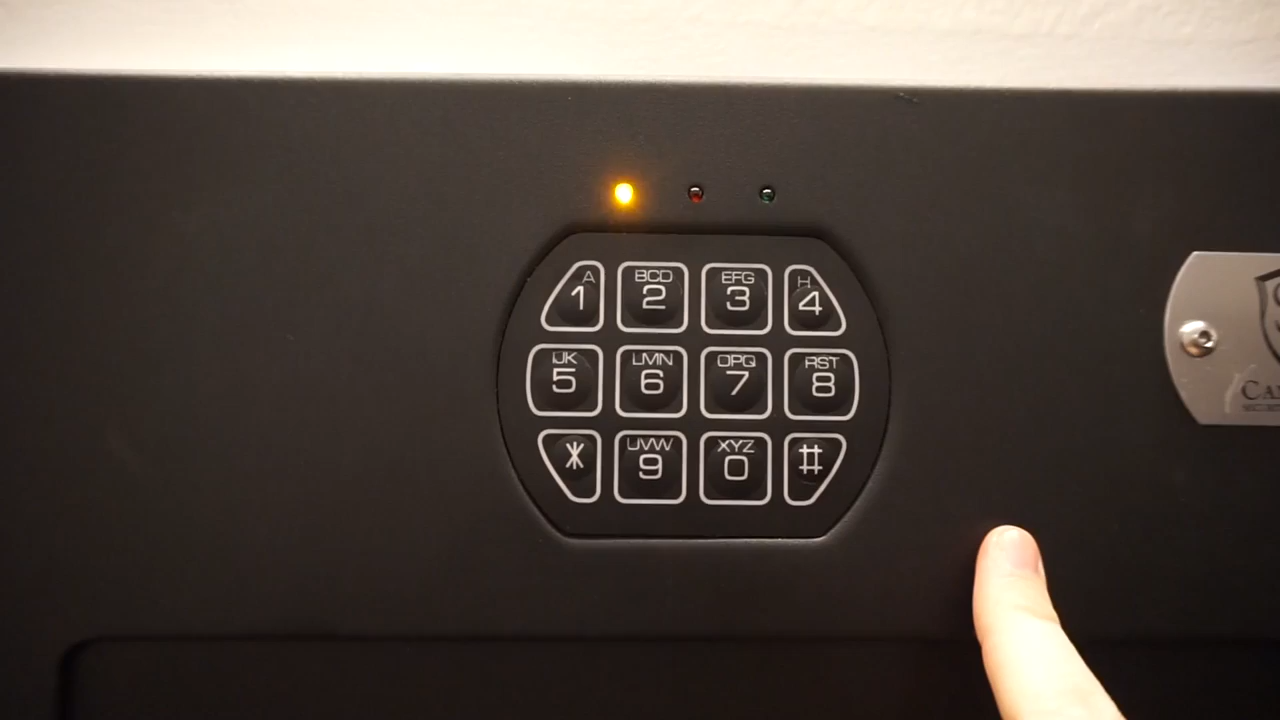 A BCD EFG H
1 2 3 4
IJK LMN OPQ RST
5 6 7 8
UVW XYZ
* 9 0 #